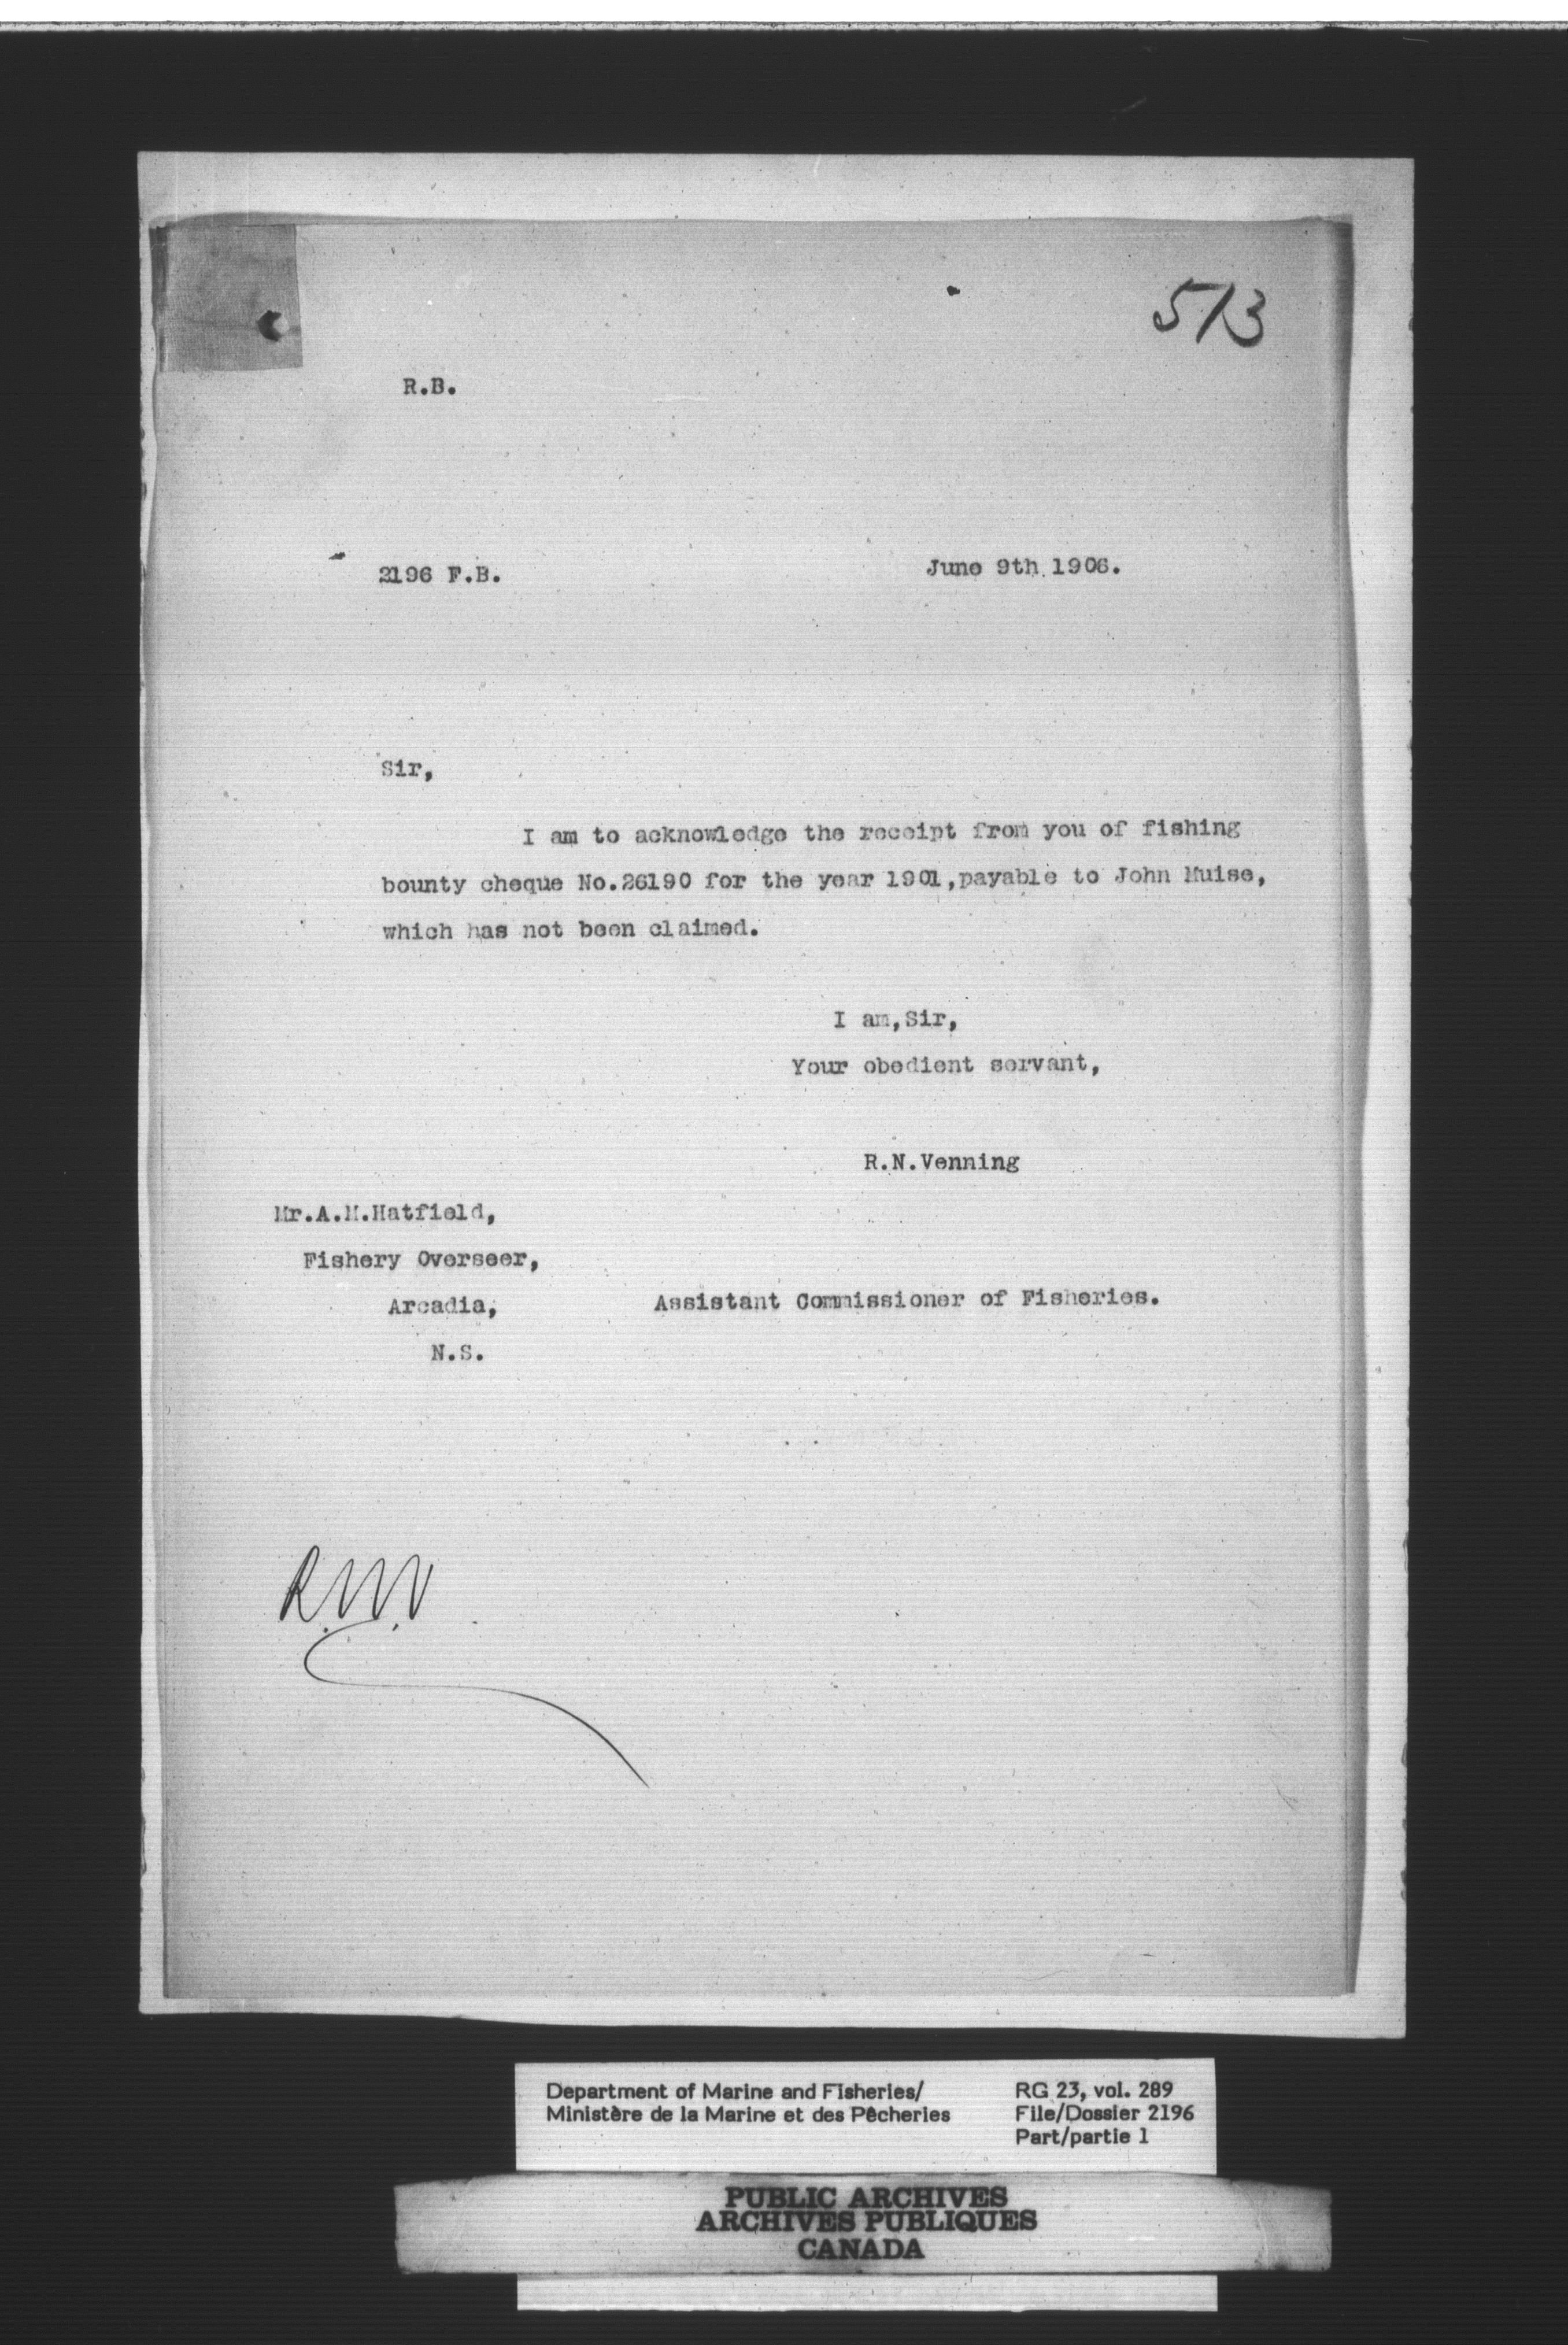 513
R.B.
2196 F.B. June 9th 1906.
Sir,
I am to acknowledge the receipt from you of fishing
bounty cheque No.26190 for the year 1901,payable to John Muise,
which has not been claimed.
I am,Sir,
Your obedient servant,
R.N.Venning
Mr.A.M.Hatfield,
Fishery Overseer,
Arcadia,
Assistant Commissioner of Fisheries.
N.S.
R.N.V
Department of Marine and Fisheries/
Ministère de la Marine et des Pêcheries
RG 23, vol. 289
File/Dossier 2196
Part/partie 1
PUBLIC ARCHIVES
ARCHIVES PUBLIQUES
CANADA